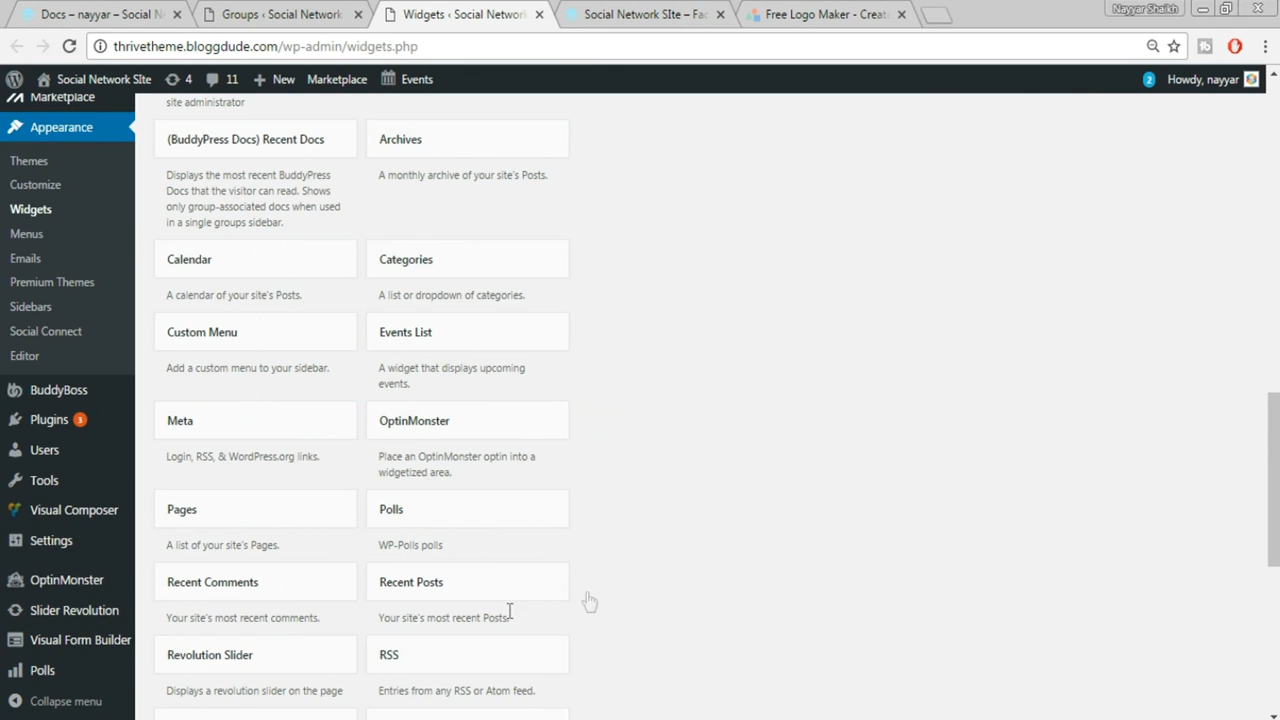 Docs – nayyar – Social N
Groups ‹ Social Network
Widgets ‹ Social Network
Social Network SIte – Fac
Free Logo Maker - Create
Nayyar Shaikh
thrivetheme.bloggdude.com/wp-admin/widgets.php
Social Network SIte
4
11
New
Marketplace
Events
2
Howdy, nayyar
Marketplace
Appearance
Themes
Customize
Widgets
Menus
Emails
Premium Themes
Sidebars
Social Connect
Editor
BuddyBoss
Plugins 3
Users
Tools
Visual Composer
Settings
OptinMonster
Slider Revolution
Visual Form Builder
Polls
Collapse menu
site administrator
(BuddyPress Docs) Recent Docs
Displays the most recent BuddyPress
Docs that the visitor can read. Shows
only group-associated docs when used
in a single groups sidebar.
Archives
A monthly archive of your site's Posts.
Calendar
A calendar of your site's Posts.
Categories
A list or dropdown of categories.
Custom Menu
Add a custom menu to your sidebar.
Events List
A widget that displays upcoming
events.
Meta
Login, RSS, & WordPress.org links.
OptinMonster
Place an OptinMonster optin into a
widgetized area.
Pages
A list of your site's Pages.
Polls
WP-Polls polls
Recent Comments
Your site's most recent comments.
Recent Posts
Your site's most recent Posts.
Revolution Slider
Displays a revolution slider on the page
RSS
Entries from any RSS or Atom feed.